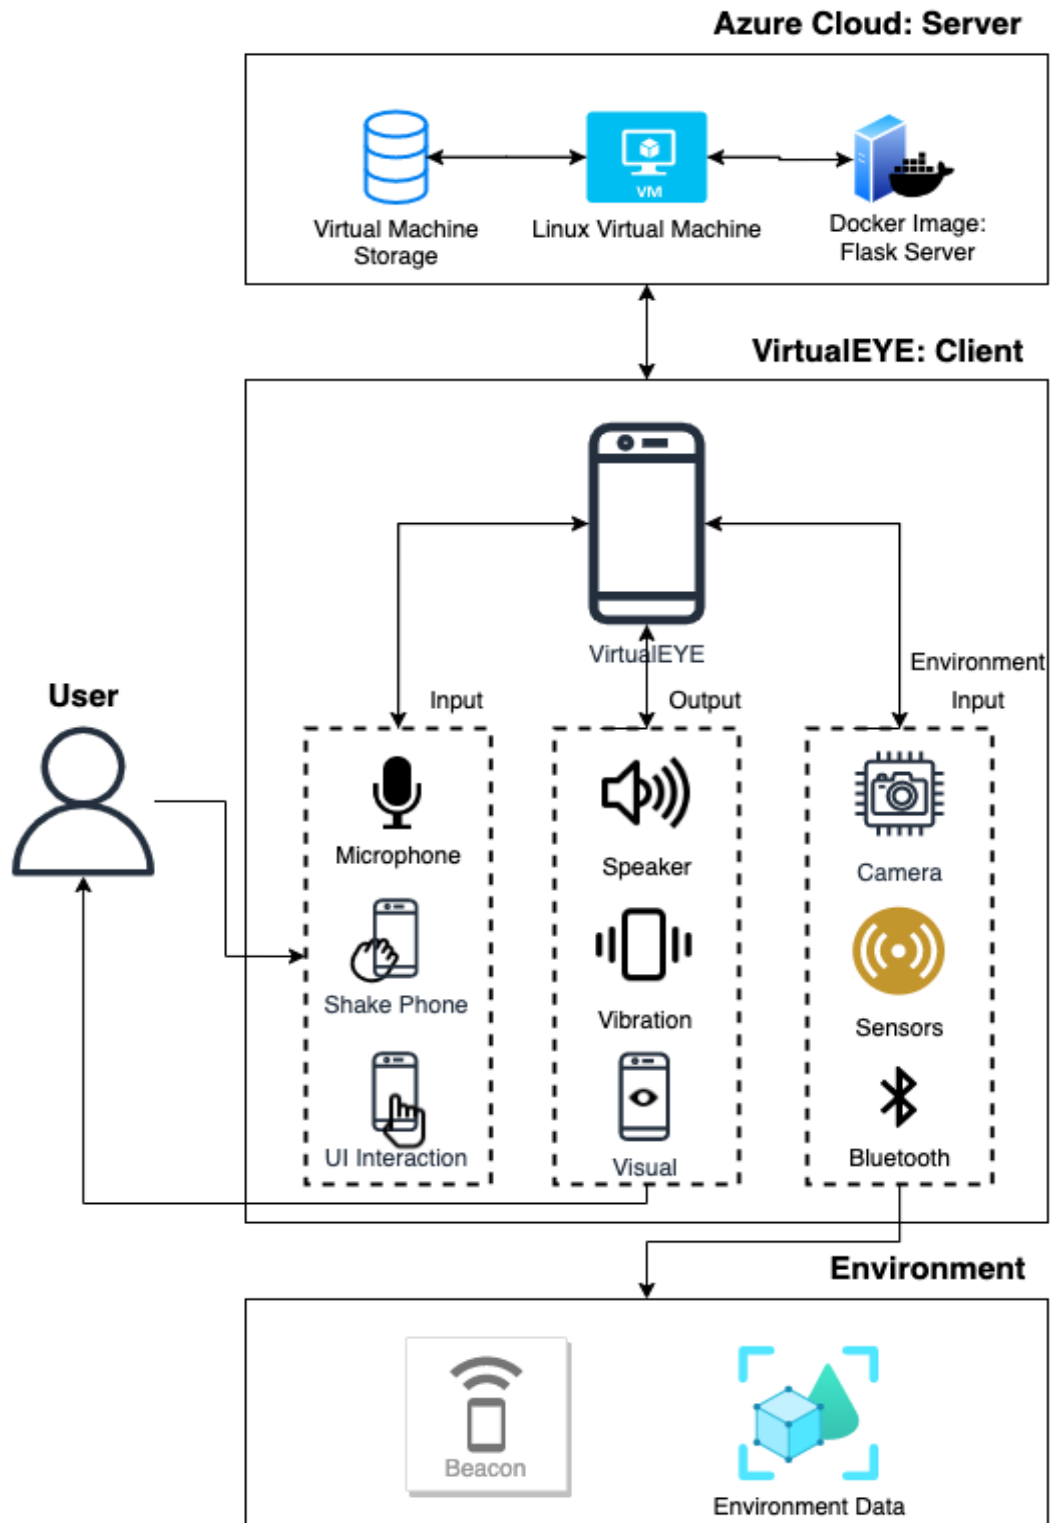 Azure Cloud: Server
VM
Virtual Machine
Storage
Linux Virtual Machine
Docker Image:
Flask Server
VirtualEYE: Client
VirtualEYE
Environment
Input
Output
Input
User
Microphone
Speaker
Camera
Shake Phone
Vibration
Sensors
UI Interaction
Visual
Bluetooth
Environment
Beacon
Environment Data